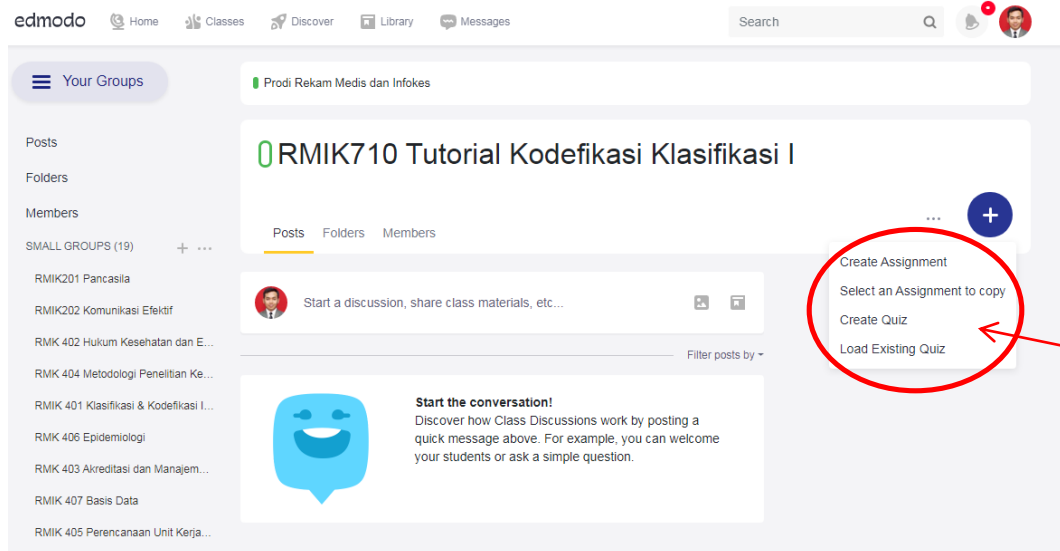 edmodo Home Classes Discover Library Messages Search
Your Groups
Prodi Rekam Medis dan Infokes
Posts
Folders
Members
SMALL GROUPS (19) + ...
RMIK201 Pancasila
RMIK202 Komunikasi Efektif
RMK 402 Hukum Kesehatan dan E...
RMK 404 Metodologi Penelitian Ke...
RMIK 401 Klasifikasi & Kodefikasi I...
RMK 406 Epidemiologi
RMK 403 Akreditasi dan Manajem...
RMIK 407 Basis Data
RMIK 405 Perencanaan Unit Kerja...
RMIK710 Tutorial Kodefikasi Klasifikasi I
... +
Posts Folders Members
Create Assignment
Select an Assignment to copy
Create Quiz
Load Existing Quiz
Start a discussion, share class materials, etc...
Filter posts by
Start the conversation!
Discover how Class Discussions work by posting a
quick message above. For example, you can welcome
your students or ask a simple question.